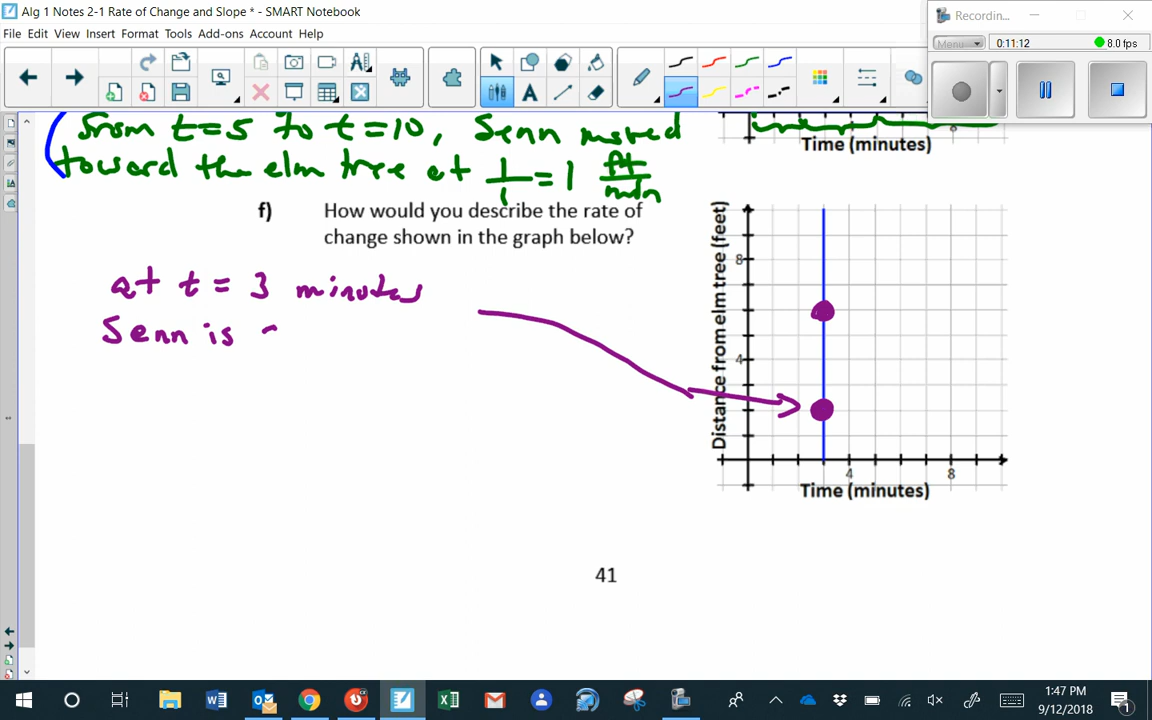 Alg 1 Notes 2-1 Rate of Change and Slope * - SMART Notebook
Recordin...
File Edit View Insert Format Tools Add-ons Account Help
Menu
0:11:12
8.0 fps
from t=5 to t=10, Senn moved
toward the elm tree at 1/1 = 1 ft/min
Time (minutes)
f) How would you describe the rate of
change shown in the graph below?
at t = 3 minutes
Senn is
Distance from elm tree (feet)
8
4
4 8
Time (minutes)
41
1:47 PM
9/12/2018
1